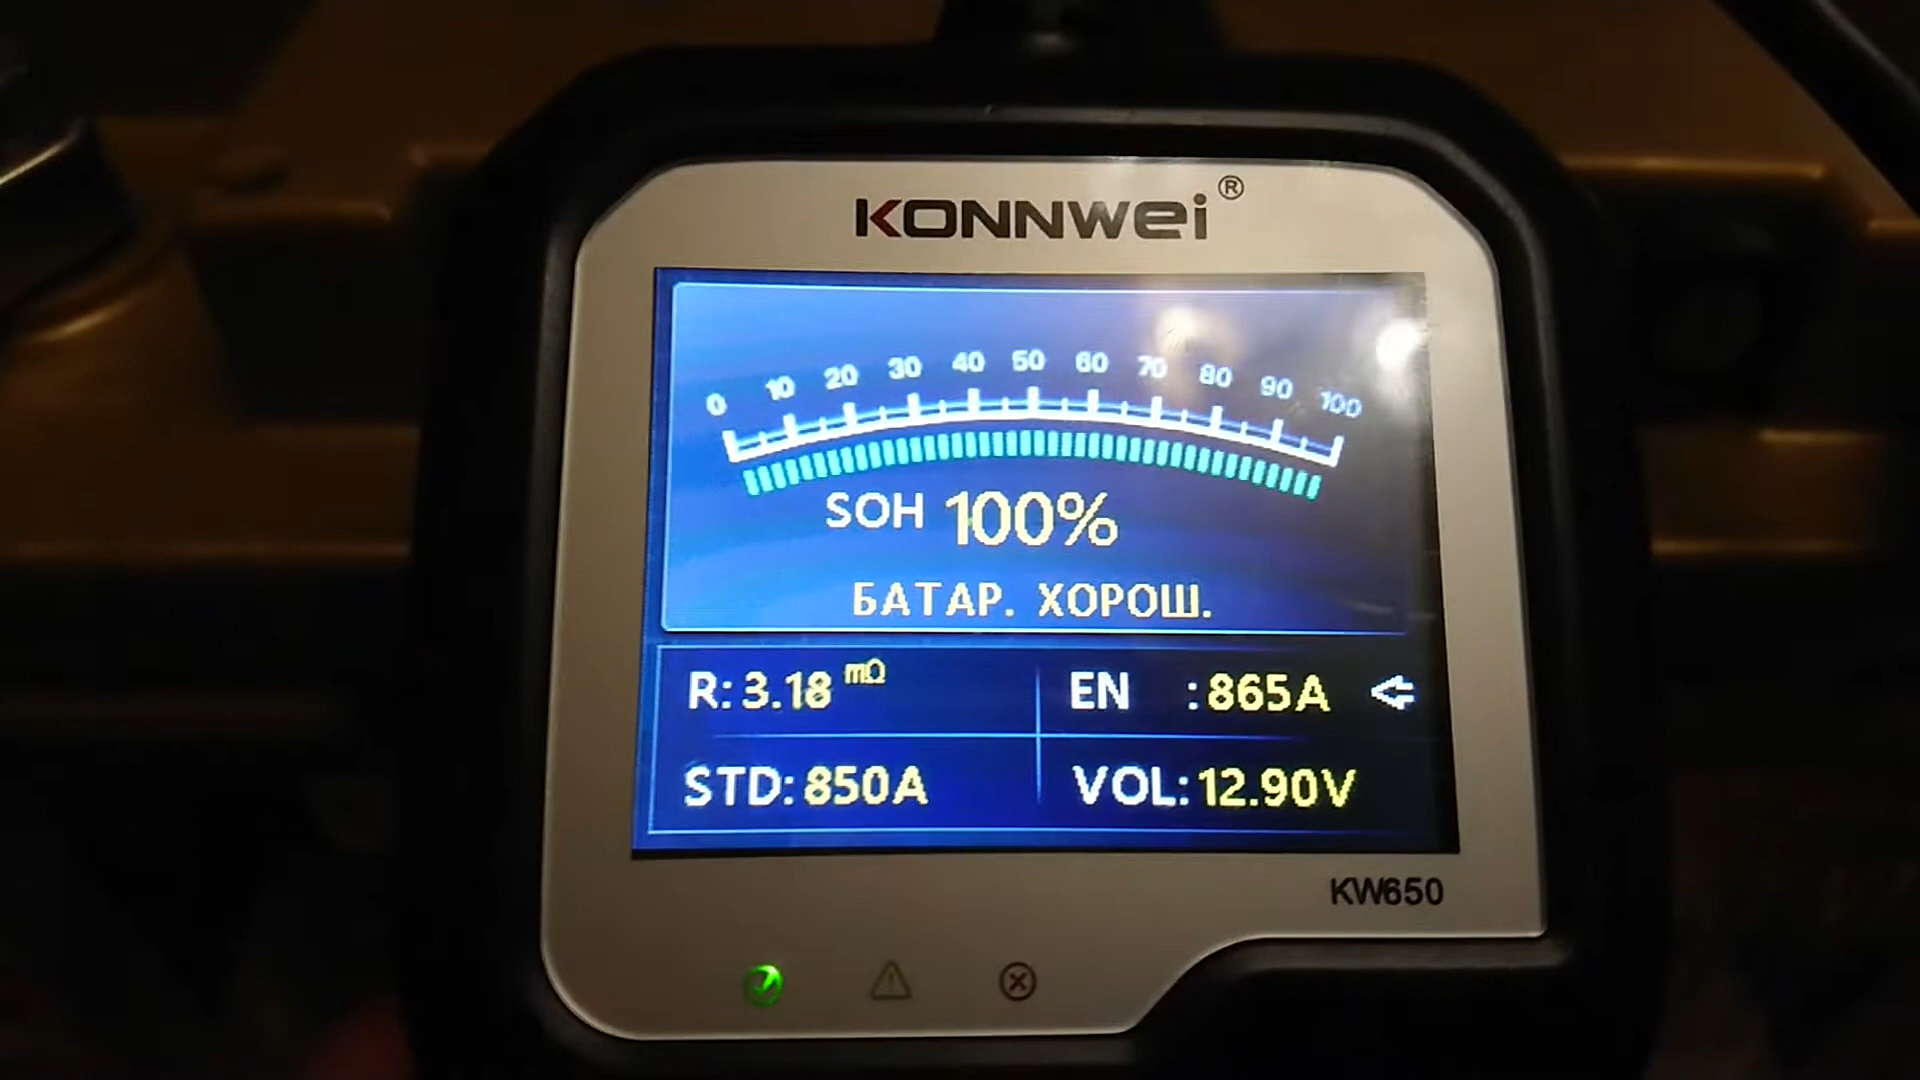 KONNWEI®
0 10 20 30 40 50 60 70 80 90 100
SOH 100%
БАТАР. ХОРОШ.
R: 3.18 mΩ
EN : 865A
STD: 850A
VOL: 12.90V
KW650